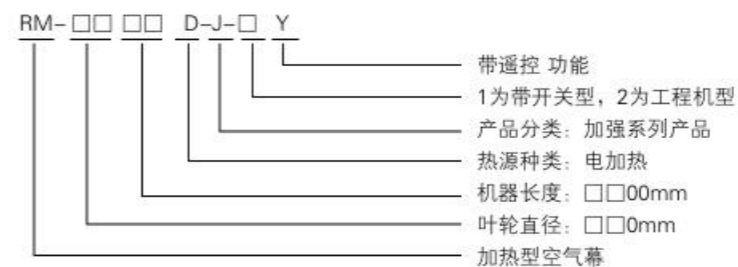 RM-□□ □□ D-J-□ Y
带遥控 功能
1为带开关型，2为工程机型
产品分类：加强系列产品
热源种类：电加热
机器长度：□□00mm
叶轮直径：□□0mm
加热型空气幕